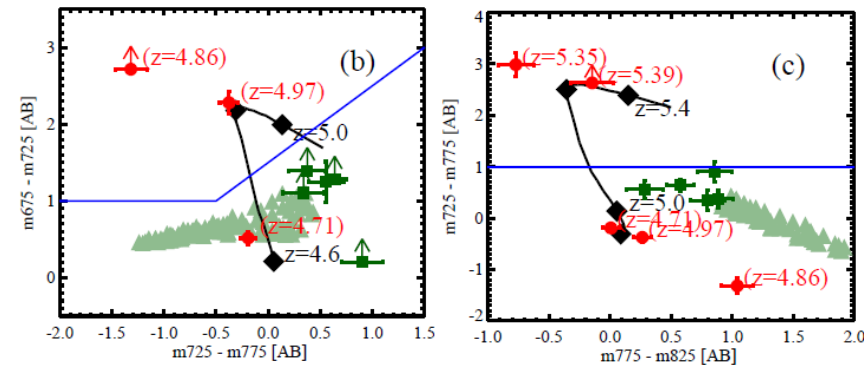 (b)
(z=4.86)
(z=4.97)
z=5.0
(z=4.71)
z=4.6
3
2
1
0
-2.0 -1.5 -1.0 -0.5 0.0 0.5 1.0 1.5
m725 - m775 [AB]
m675 - m725 [AB]
(c)
(z=5.35)
(z=5.39)
z=5.4
z=5.0
(z=4.71)
(z=4.97)
(z=4.86)
4
3
2
1
0
-1
-2
-1.0 -0.5 0.0 0.5 1.0 1.5 2.0
m775 - m825 [AB]
m725 - m775 [AB]